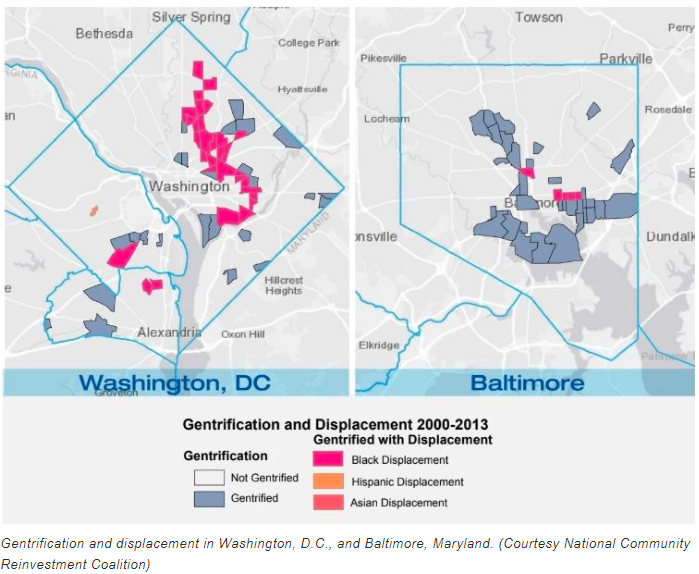 Silver Spring
Bethesda
College Park
Hyattsville
Washington
MARYLAND
Hillcrest
Heights
Alexandria
Oxon Hill
Groveton
Washington, DC
Towson
Perry
Pikesville
Parkville
Lochearn
Rosedale
onsville
Dundalk
Elkridge
Baltimore
Gentrification and Displacement 2000-2013
Gentrification
Not Gentrified
Gentrified
Gentrified with Displacement
Black Displacement
Hispanic Displacement
Asian Displacement
Gentrification and displacement in Washington, D.C., and Baltimore, Maryland. (Courtesy National Community
Reinvestment Coalition)